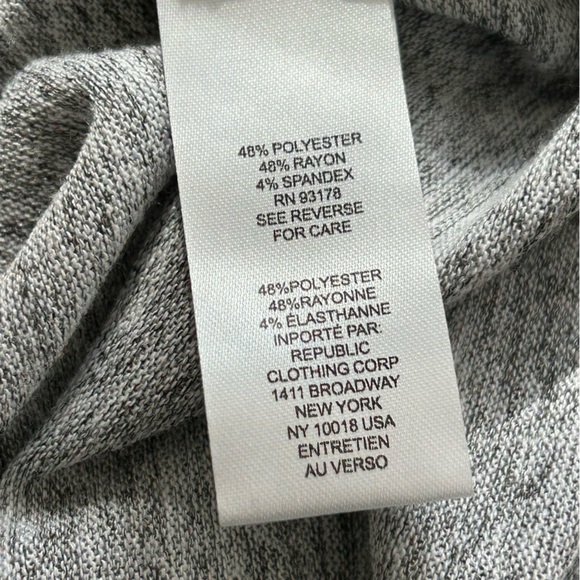 48% POLYESTER
48% RAYON
4% SPANDEX
RN 93178
SEE REVERSE
FOR CARE
48%POLYESTER
48%RAYONNE
4% ÉLASTHANNE
INPORTÉ PAR:
REPUBLIC
CLOTHING CORP
1411 BROADWAY
NEW YORK
NY 10018 USA
ENTRETIEN
AU VERSO